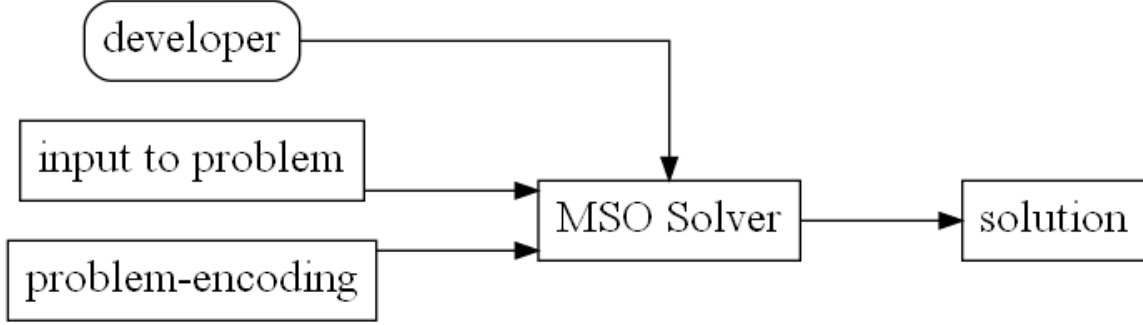 developer
input to problem
MSO Solver
solution
problem-encoding